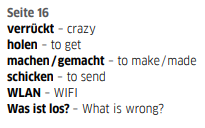 Seite 16
verrückt – crazy
holen – to get
machen/gemacht – to make/made
schicken – to send
WLAN – WIFI
Was ist los? – What is wrong?